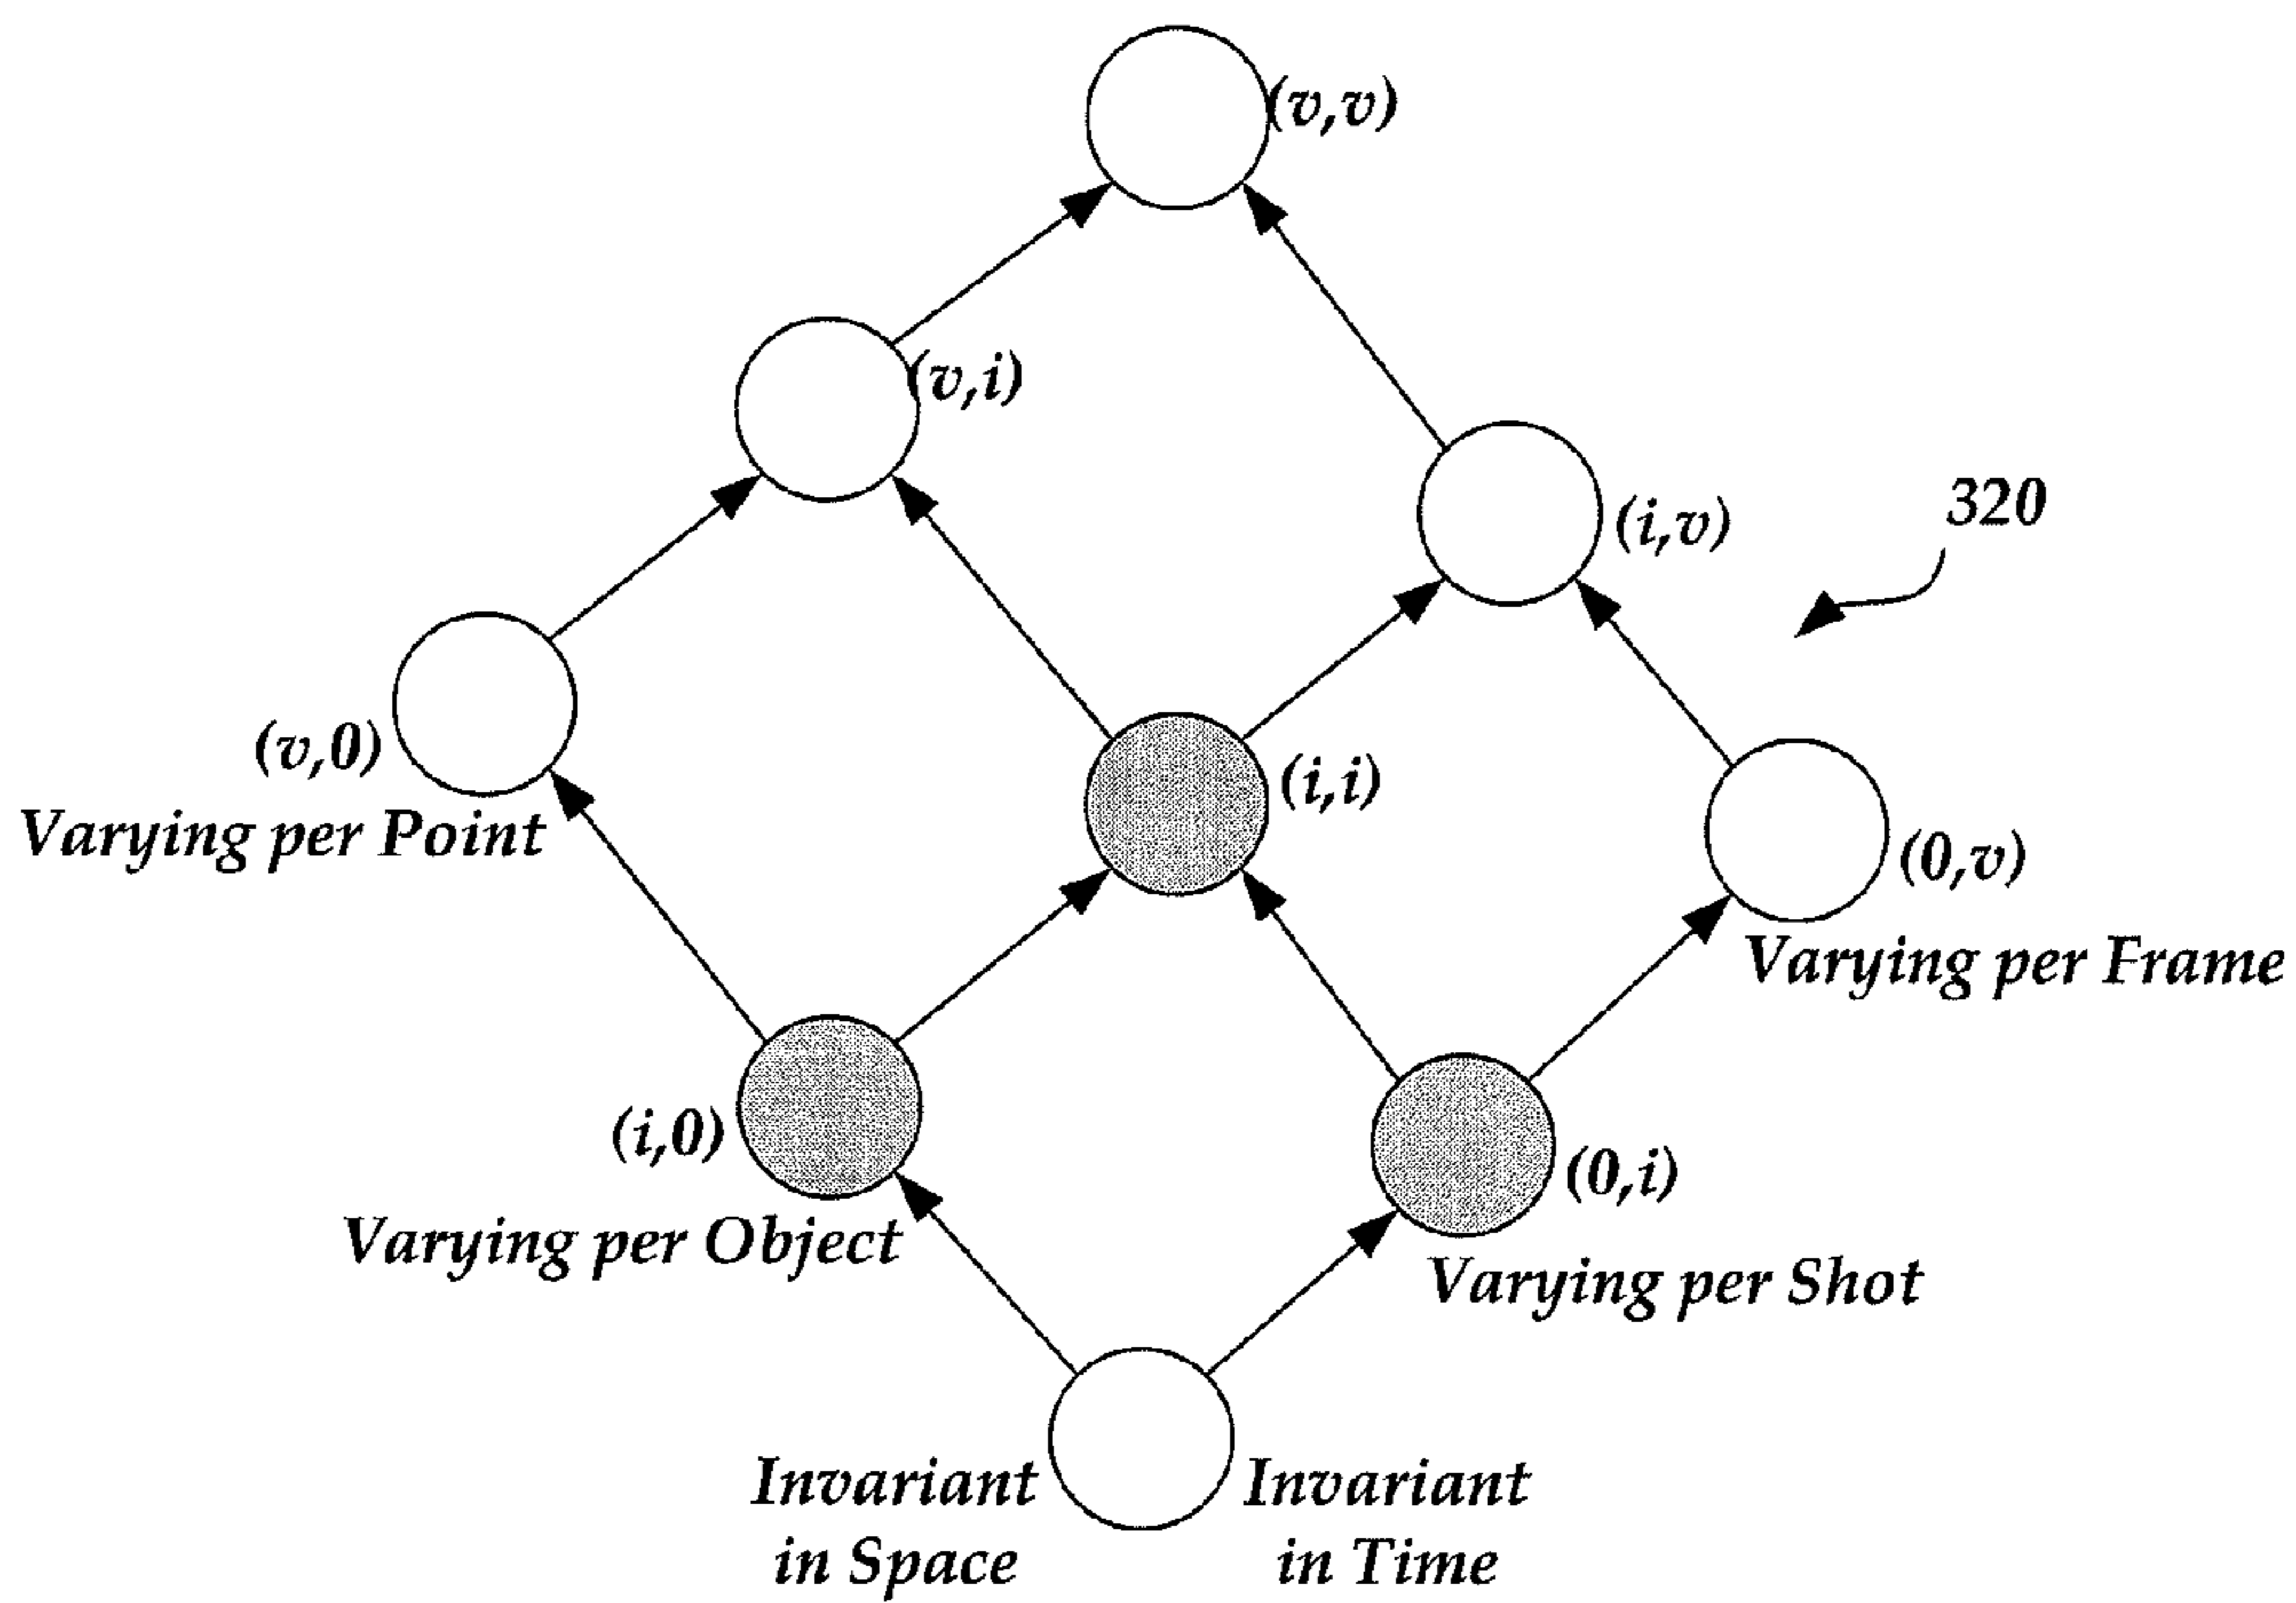 (v,v)
(v,i)
(i,v)
320
(v,0)
Varying per Point
(i,i)
(0,v)
Varying per Frame
(i,0)
Varying per Object
(0,i)
Varying per Shot
Invariant
in Space
Invariant
in Time